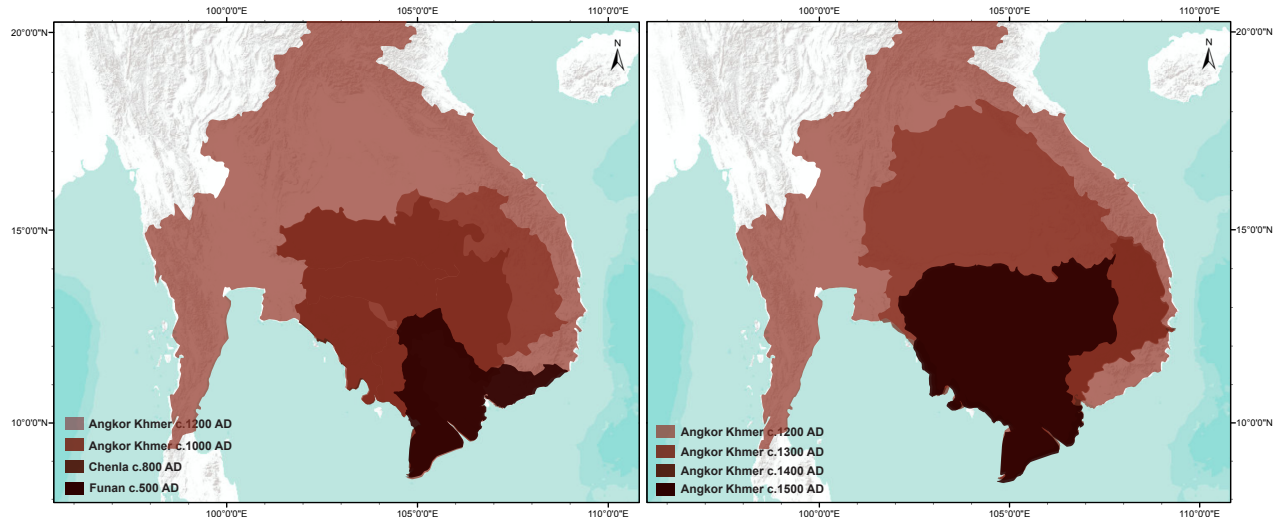 100°0'0"E 105°0'0"E 110°0'0"E
20°0'0"N
15°0'0"N
10°0'0"N
N
Angkor Khmer c.1200 AD
Angkor Khmer c.1000 AD
Chenla c.800 AD
Funan c.500 AD
100°0'0"E 105°0'0"E 110°0'0"E
100°0'0"E 105°0'0"E 110°0'0"E
20°0'0"N
15°0'0"N
10°0'0"N
N
Angkor Khmer c.1200 AD
Angkor Khmer c.1300 AD
Angkor Khmer c.1400 AD
Angkor Khmer c.1500 AD
100°0'0"E 105°0'0"E 110°0'0"E